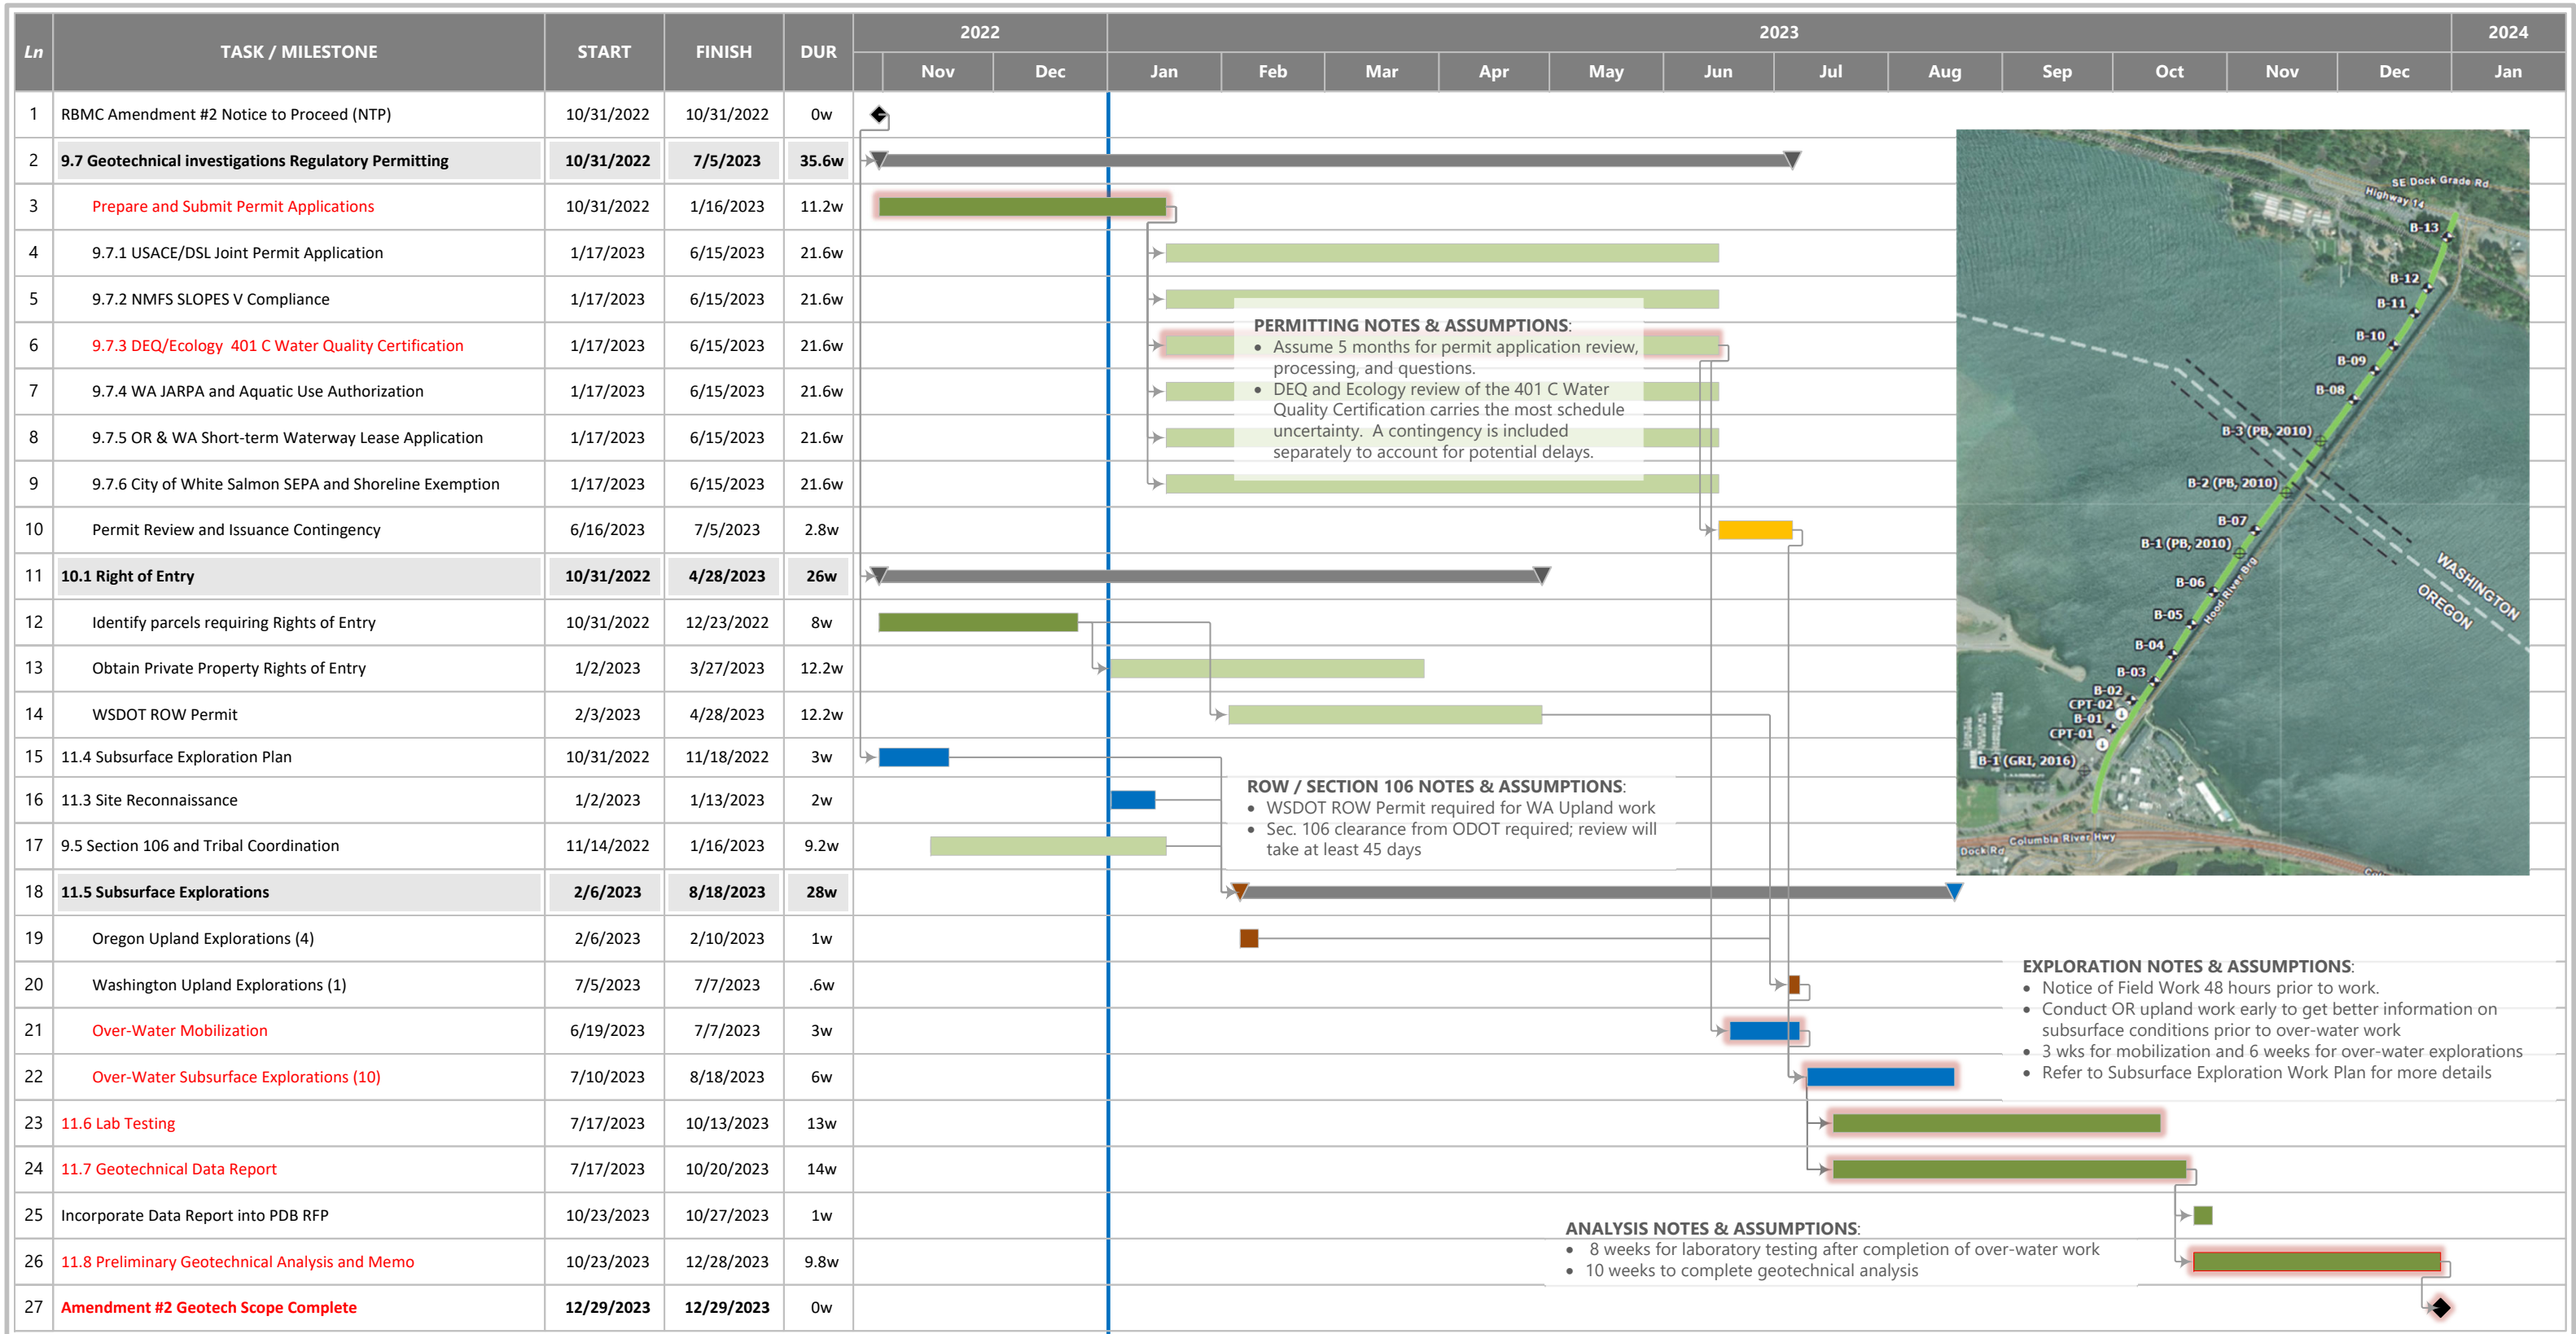 2022 2023 2024
Ln TASK / MILESTONE START FINISH DUR
Nov Dec Jan Feb Mar Apr May Jun Jul Aug Sep Oct Nov Dec Jan
1 RBMC Amendment #2 Notice to Proceed (NTP) 10/31/2022 10/31/2022 0w
2 9.7 Geotechnical investigations Regulatory Permitting 10/31/2022 7/5/2023 35.6w
3 Prepare and Submit Permit Applications 10/31/2022 1/16/2023 11.2w
4 9.7.1 USACE/DSL Joint Permit Application 1/17/2023 6/15/2023 21.6w
5 9.7.2 NMFS SLOPES V Compliance 1/17/2023 6/15/2023 21.6w
6 9.7.3 DEQ/Ecology 401 C Water Quality Certification 1/17/2023 6/15/2023 21.6w
7 9.7.4 WA JARPA and Aquatic Use Authorization 1/17/2023 6/15/2023 21.6w
8 9.7.5 OR & WA Short-term Waterway Lease Application 1/17/2023 6/15/2023 21.6w
9 9.7.6 City of White Salmon SEPA and Shoreline Exemption 1/17/2023 6/15/2023 21.6w
10 Permit Review and Issuance Contingency 6/16/2023 7/5/2023 2.8w
11 10.1 Right of Entry 10/31/2022 4/28/2023 26w
12 Identify parcels requiring Rights of Entry 10/31/2022 12/23/2022 8w
13 Obtain Private Property Rights of Entry 1/2/2023 3/27/2023 12.2w
14 WSDOT ROW Permit 2/3/2023 4/28/2023 12.2w
15 11.4 Subsurface Exploration Plan 10/31/2022 11/18/2022 3w
16 11.3 Site Reconnaissance 1/2/2023 1/13/2023 2w
17 9.5 Section 106 and Tribal Coordination 11/14/2022 1/16/2023 9.2w
18 11.5 Subsurface Explorations 2/6/2023 8/18/2023 28w
19 Oregon Upland Explorations (4) 2/6/2023 2/10/2023 1w
20 Washington Upland Explorations (1) 7/5/2023 7/7/2023 .6w
21 Over-Water Mobilization 6/19/2023 7/7/2023 3w
22 Over-Water Subsurface Explorations (10) 7/10/2023 8/18/2023 6w
23 11.6 Lab Testing 7/17/2023 10/13/2023 13w
24 11.7 Geotechnical Data Report 7/17/2023 10/20/2023 14w
25 Incorporate Data Report into PDB RFP 10/23/2023 10/27/2023 1w
26 11.8 Preliminary Geotechnical Analysis and Memo 10/23/2023 12/28/2023 9.8w
27 Amendment #2 Geotech Scope Complete 12/29/2023 12/29/2023 0w
PERMITTING NOTES & ASSUMPTIONS:
• Assume 5 months for permit application review,
processing, and questions.
• DEQ and Ecology review of the 401 C Water
Quality Certification carries the most schedule
uncertainty. A contingency is included
separately to account for potential delays.
ROW / SECTION 106 NOTES & ASSUMPTIONS:
• WSDOT ROW Permit required for WA Upland work
• Sec. 106 clearance from ODOT required; review will
take at least 45 days
SE Dock Grade Rd
Highway 14
B-13
B-12
B-11
B-10
B-09
B-08
B-3 (PB, 2010)
B-2 (PB, 2010)
B-07
B-1 (PB, 2010)
WASHINGTON
OREGON
B-06
Hood River Brg
B-05
B-04
B-03
B-02
CPT-02
B-01
CPT-01
B-1 (GRI, 2016)
Columbia River Hwy
Dock Rd
EXPLORATION NOTES & ASSUMPTIONS:
• Notice of Field Work 48 hours prior to work.
• Conduct OR upland work early to get better information on
subsurface conditions prior to over-water work
• 3 wks for mobilization and 6 weeks for over-water explorations
• Refer to Subsurface Exploration Work Plan for more details
ANALYSIS NOTES & ASSUMPTIONS:
• 8 weeks for laboratory testing after completion of over-water work
• 10 weeks to complete geotechnical analysis